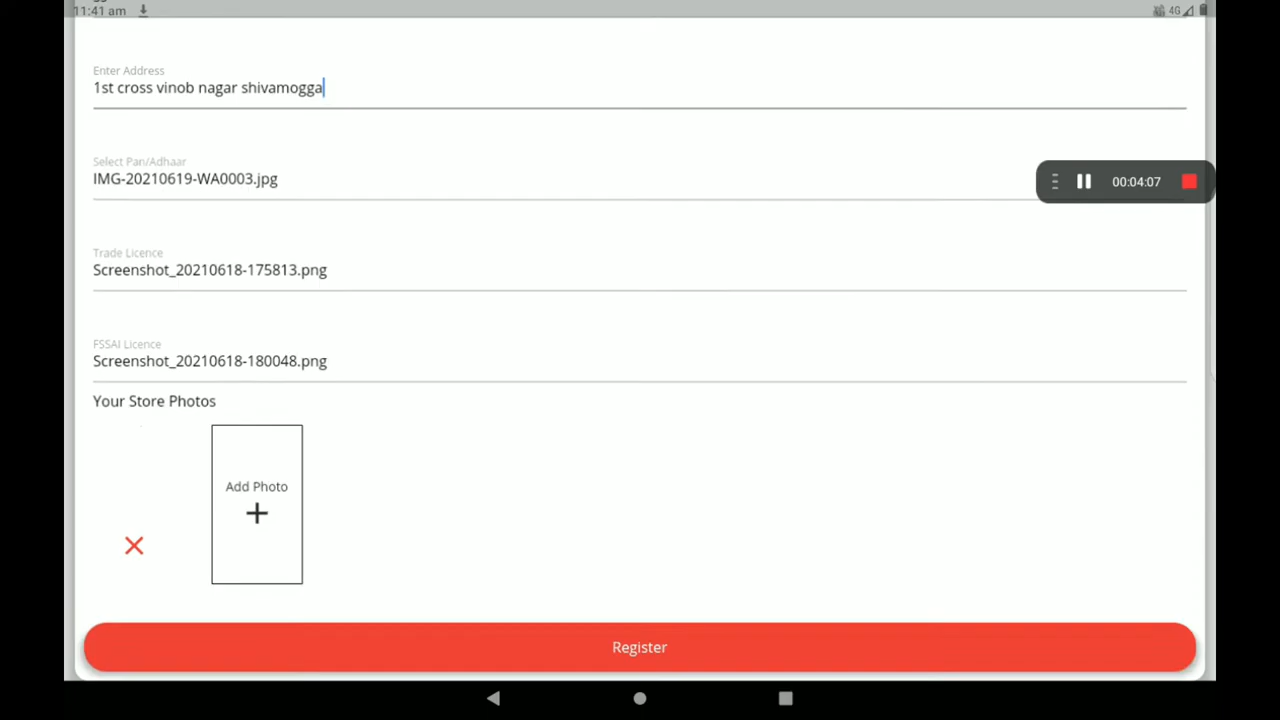 11:41 am
4G
Enter Address
1st cross vinob nagar shivamogga
Select Pan/Adhaar
IMG-20210619-WA0003.jpg
00:04:07
Trade Licence
Screenshot_20210618-175813.png
FSSAI Licence
Screenshot_20210618-180048.png
Your Store Photos
Add Photo
Register